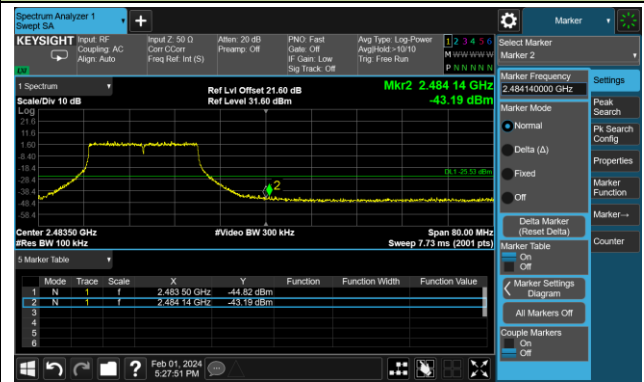 Spectrum Analyzer 1
Swept SA
Marker
KEYSIGHT Input: RF Input Z: 50 Ω Atten: 20 dB PNO: Fast Avg Type: Log-Power 1 2 3 4 5 6
Coupling: AC Corr CCorr Preamp: Off Gate: Off Avg|Hold:>10/10 M W W W W W
Align: Auto Freq Ref: Int (S) IF Gain: Low Trig: Free Run
Sig Track: Off P N N N N N
LXI
Select Marker
Marker 2
1 Spectrum Ref Lvl Offset 21.60 dB Mkr2 2.484 14 GHz
Scale/Div 10 dB Ref Level 31.60 dBm -43.19 dBm
Log
21.6
11.6
1.60
-8.40
-18.4
-28.4
-38.4
-48.4
-58.4
DL1 -25.53 dBm
2
Center 2.48350 GHz #Video BW 300 kHz Span 80.00 MHz
#Res BW 100 kHz Sweep 7.73 ms (2001 pts)
5 Marker Table
Mode Trace Scale X Y Function Function Width Function Value
1 N 1 f 2.483 50 GHz -44.82 dBm
2 N 1 f 2.484 14 GHz -43.19 dBm
3
4
5
6
Marker Frequency
2.484140000 GHz
Marker Mode
Normal
Delta (Δ)
Fixed
Off
Delta Marker
(Reset Delta)
Marker Table
On
Off
Marker Settings
Diagram
All Markers Off
Couple Markers
On
Off
Settings
Peak
Search
Pk Search
Config
Properties
Marker
Function
Marker→
Counter
Feb 01, 2024
5:27:51 PM